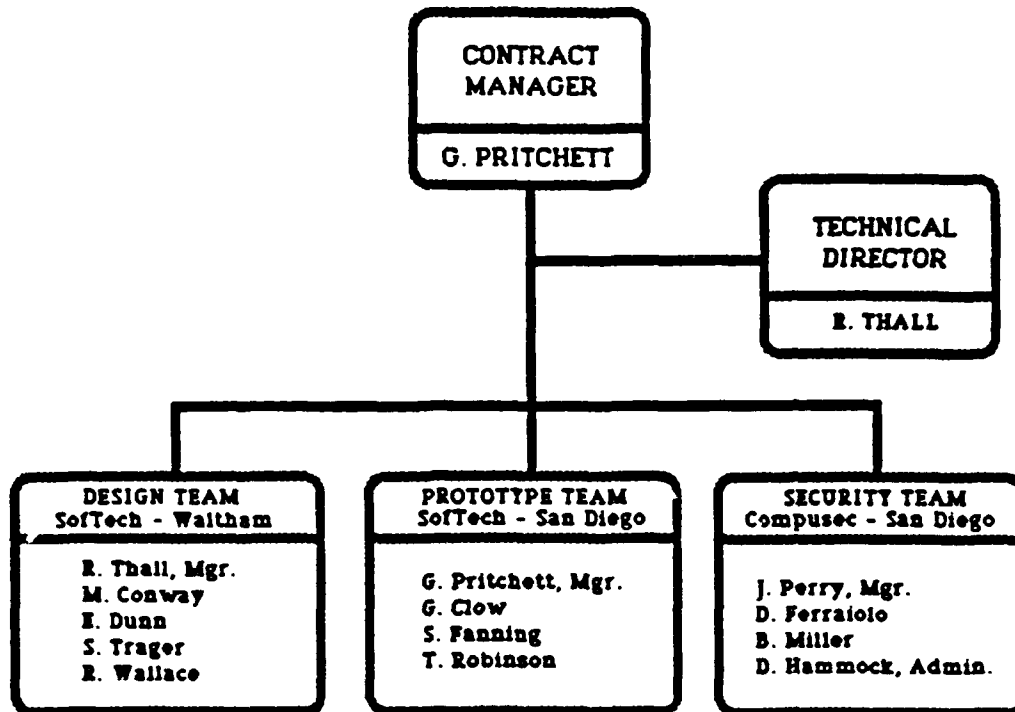 CONTRACT
MANAGER
G. PRITCHETT
TECHNICAL
DIRECTOR
R. THALL
DESIGN TEAM
SofTech - Waltham
R. Thall, Mgr.
M. Conway
E. Dunn
S. Trager
R. Wallace
PROTOTYPE TEAM
SofTech - San Diego
G. Pritchett, Mgr.
G. Clow
S. Fanning
T. Robinson
SECURITY TEAM
Compusec - San Diego
J. Perry, Mgr.
D. Ferraiolo
B. Miller
D. Hammock, Admin.